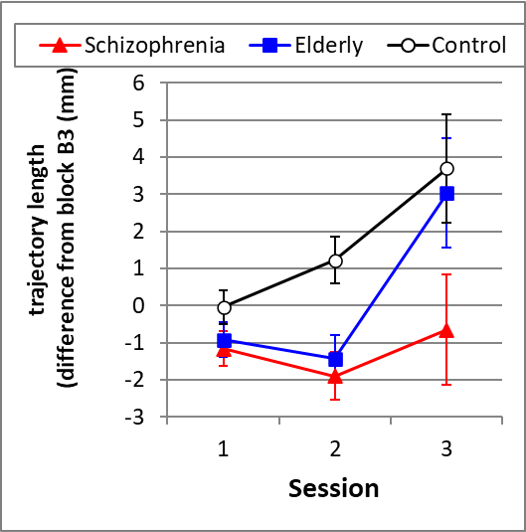 Schizophrenia Elderly Control
trajectory length
(difference from block B3 (mm)
6
5
4
3
2
1
0
-1
-2
-3
1 2 3
Session